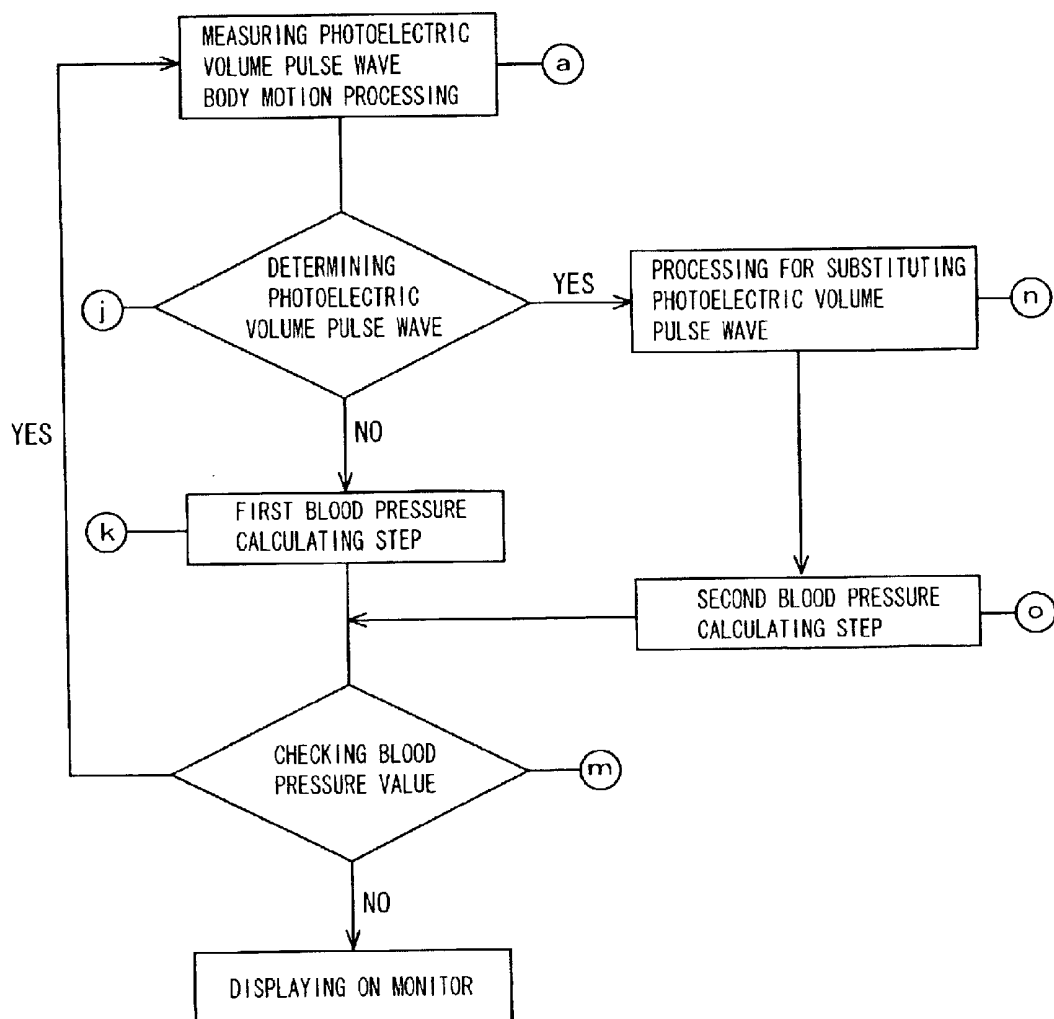 MEASURING PHOTOELECTRIC
VOLUME PULSE WAVE
BODY MOTION PROCESSING
a
DETERMINING
PHOTOELECTRIC
VOLUME PULSE WAVE
j
YES
PROCESSING FOR SUBSTITUTING
PHOTOELECTRIC VOLUME
PULSE WAVE
n
NO
YES
FIRST BLOOD PRESSURE
CALCULATING STEP
k
SECOND BLOOD PRESSURE
CALCULATING STEP
o
CHECKING BLOOD
PRESSURE VALUE
m
NO
DISPLAYING ON MONITOR